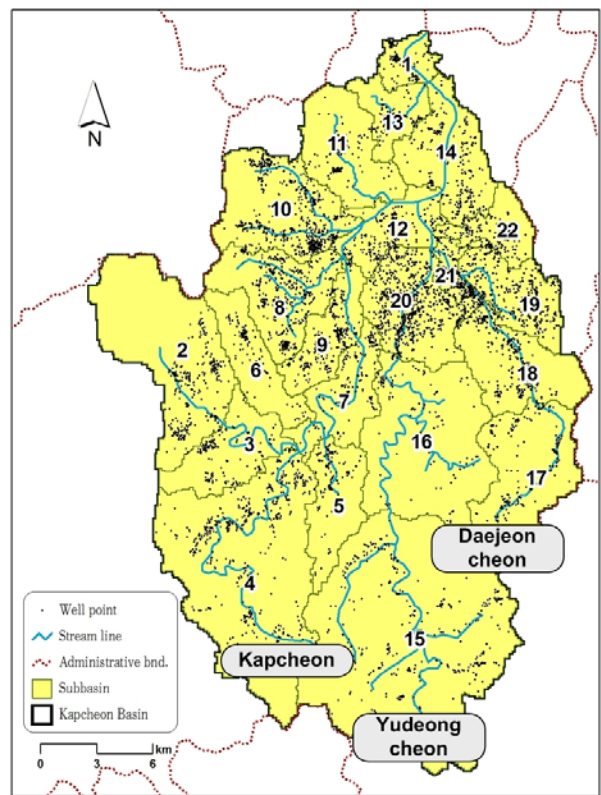 1
13
11
14
N
10
12
22
21
20
19
8
2
9
6
18
7
16
3
17
5
Daejeon
cheon
4
Well point
Stream line
Administrative bnd.
Subbasin
Kapcheon Basin
Kapcheon
15
Yudeong
cheon
km
0 3 6